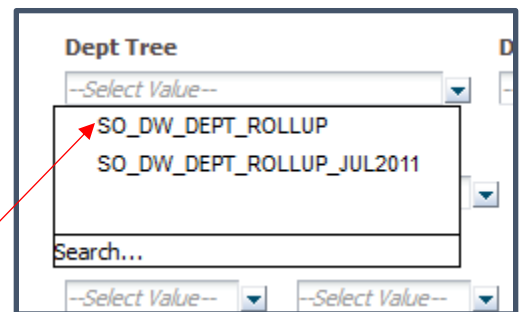 Dept Tree D
--Select Value-- -
SO_DW_DEPT_ROLLUP
SO_DW_DEPT_ROLLUP_JUL2011
Search...
--Select Value-- --Select Value--